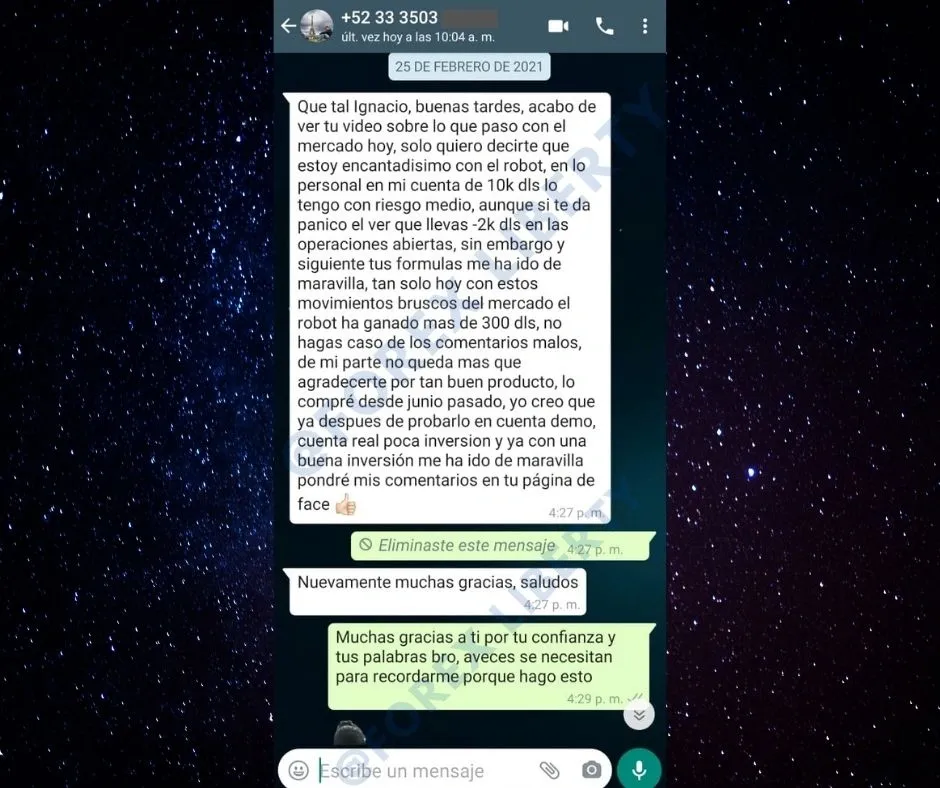 +52 33 3503
últ. vez hoy a las 10:04 a. m.
25 DE FEBRERO DE 2021
Que tal Ignacio, buenas tardes, acabo de
ver tu video sobre lo que paso con el
mercado hoy, solo quiero decirte que
estoy encantadisimo con el robot, en lo
personal en mi cuenta de 10k dls lo
tengo con riesgo medio, aunque si te da
panico el ver que llevas -2k dls en las
operaciones abiertas, sin embargo y
siguiente tus formulas me ha ido de
maravilla, tan solo hoy con estos
movimientos bruscos del mercado el
robot ha ganado mas de 300 dls, no
hagas caso de los comentarios malos,
de mi parte no queda mas que
agradecerte por tan buen producto, lo
compré desde junio pasado, yo creo que
ya despues de probarlo en cuenta demo,
cuenta real poca inversion y ya con una
buena inversión me ha ido de maravilla
pondré mis comentarios en tu página de
face 👍🏻
4:27 p. m.
Eliminaste este mensaje 4:27 p. m.
Nuevamente muchas gracias, saludos
4:27 p. m.
Muchas gracias a ti por tu confianza y
tus palabras bro, aveces se necesitan
para recordarme porque hago esto
4:29 p. m.
Escribe un mensaje
@FOREX LIBERTY
@FOREX LIBERTY